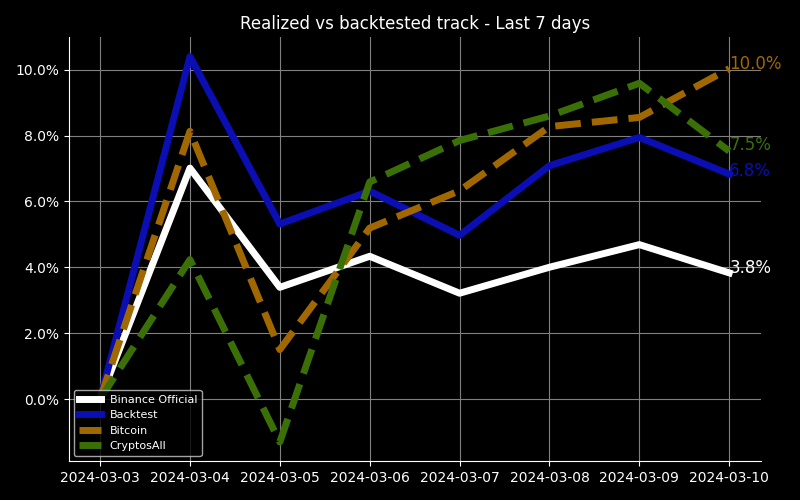 Realized vs backtested track - Last 7 days
10.0%
8.0%
6.0%
4.0%
2.0%
0.0%
10.0%
7.5%
6.8%
3.8%
Binance Official
Backtest
Bitcoin
CryptosAll
2024-03-03 2024-03-04 2024-03-05 2024-03-06 2024-03-07 2024-03-08 2024-03-09 2024-03-10